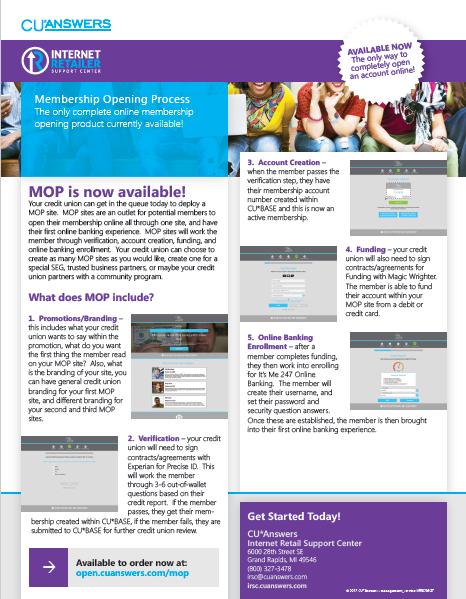 CU*ANSWERS
INTERNET
RETAILER
SUPPORT CENTER
AVAILABLE NOW
The only way to
completely open
an account online!
Membership Opening Process
The only complete online membership
opening product currently available!
MOP is now available!
Your credit union can get in the queue today to deploy a
MOP site. MOP sites are an outlet for potential members to
open their membership online all through one site, and have
their first online banking experience. MOP sites will work the
member through verification, account creation, funding, and
online banking enrollment. Your credit union can choose to
create as many MOP sites as you would like, create one for a
special SEG, trusted business partners, or maybe your credit
union partners with a community program.
What does MOP include?
1. Promotions/Branding –
this includes what your credit
union wants to say within the
promotion, what do you want
the first thing the member read
on your MOP site? Also, what
is the branding of your site, you
can have general credit union
branding for your first MOP
site, and different branding for
your second and third MOP
sites.
2. Verification – your credit
union will need to sign
contracts/agreements with
Experian for Precise ID. This
will work the member
through 3-6 out-of-wallet
questions based on their
credit report. If the member
passes, they get their mem-
bership created within CU*BASE, if the member fails, they are
submitted to CU*BASE for further credit union review.
Available to order now at:
open.cuanswers.com/mop
3. Account Creation –
when the member passes the
verification step, they have
their membership account
number created within
CU*BASE and this is now an
active membership.
4. Funding – your credit
union will also need to sign
contracts/agreements for
Funding with Magic Wrighter.
The member is able to fund
their account within your
MOP site from a debit or
credit card.
5. Online Banking
Enrollment – after a
member completes funding,
they then work into enrolling
for It's Me 247 Online
Banking. The member will
create their username, and
set their password and
security question answers.
Once these are established, the member is then brought
into their first online banking experience.
Get Started Today!
CU*Answers
Internet Retail Support Center
6000 28th Street SE
Grand Rapids, MI 49546
(800) 327-3478
irsc@cuanswers.com
irsc.cuanswers.com